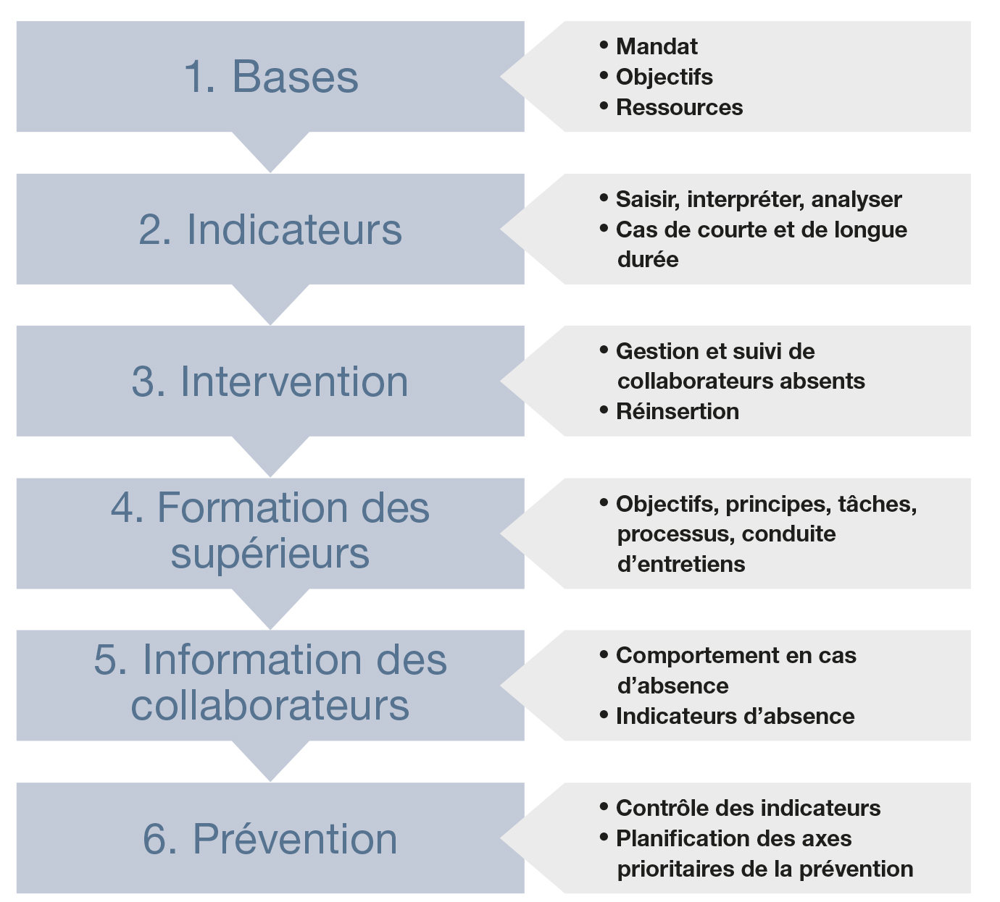 1. Bases
• Mandat
• Objectifs
• Ressources
2. Indicateurs
• Saisir, interpréter, analyser
• Cas de courte et de longue
durée
3. Intervention
• Gestion et suivi de
collaborateurs absents
• Réinsertion
4. Formation des
supérieurs
• Objectifs, principes, tâches,
processus, conduite
d’entretiens
5. Information des
collaborateurs
• Comportement en cas
d’absence
• Indicateurs d’absence
6. Prévention
• Contrôle des indicateurs
• Planification des axes
prioritaires de la prévention